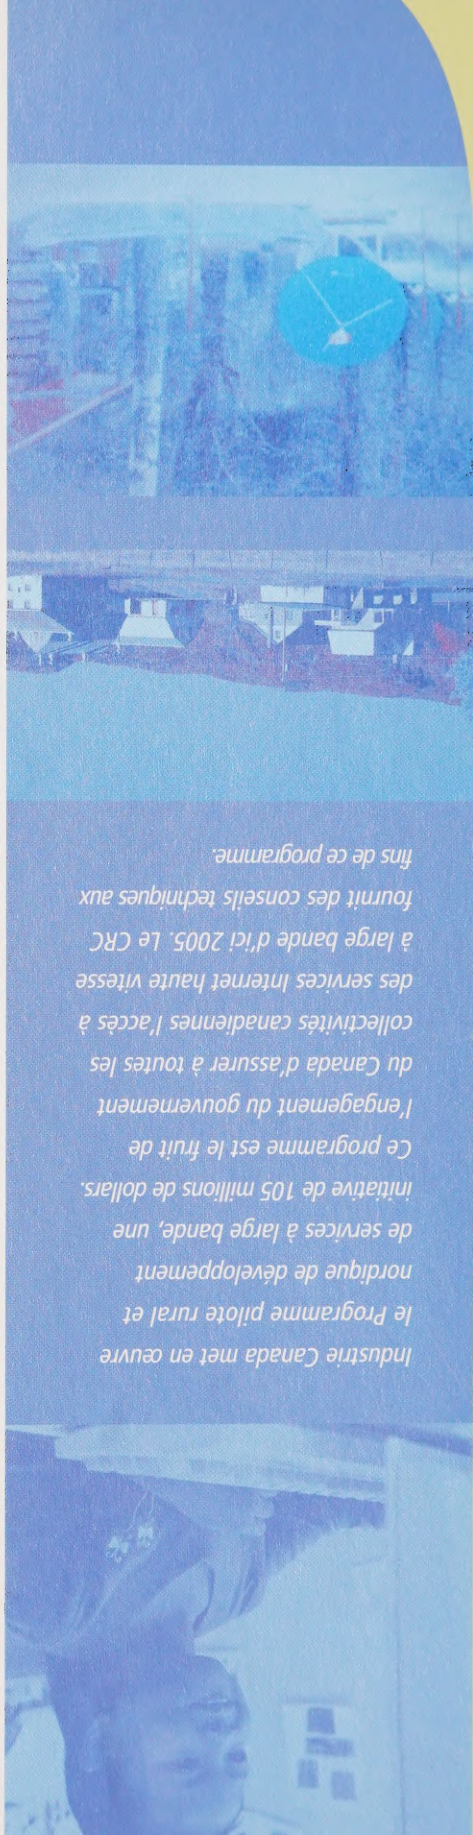 Industrie Canada met en œuvre
le Programme pilote rural et
nordique de développement
de services à large bande, une
initiative de 105 millions de dollars.
Ce programme est le fruit de
l'engagement du gouvernement
du Canada d'assurer à toutes les
collectivités canadiennes l'accès à
des services Internet haute vitesse
à large bande d'ici 2005. Le CRC
fournit des conseils techniques aux
fins de ce programme.